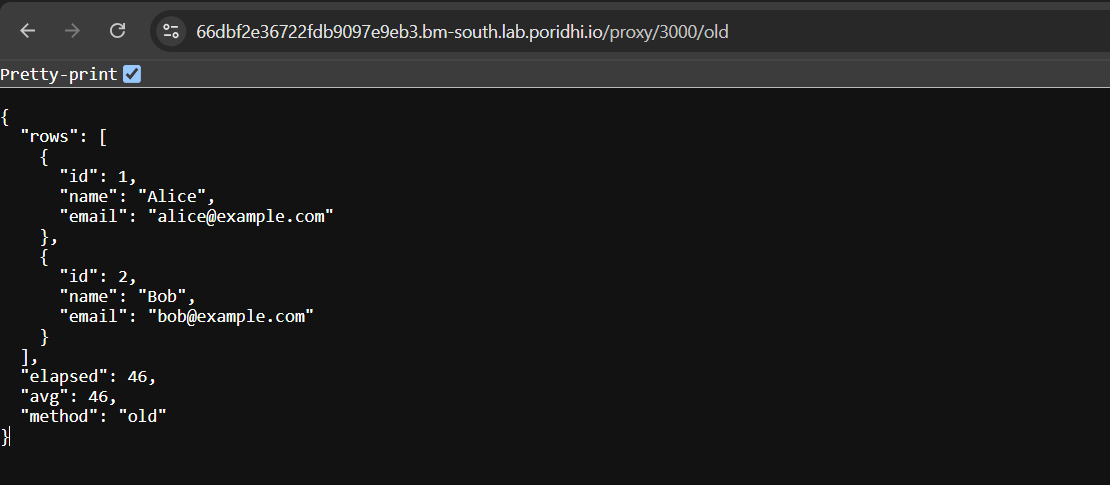 66dbf2e36722fdb9097e9eb3.bm-south.lab.poridhi.io/proxy/3000/old
Pretty-print
{
  "rows": [
    {
      "id": 1,
      "name": "Alice",
      "email": "alice@example.com"
    },
    {
      "id": 2,
      "name": "Bob",
      "email": "bob@example.com"
    }
  ],
  "elapsed": 46,
  "avg": 46,
  "method": "old"
}